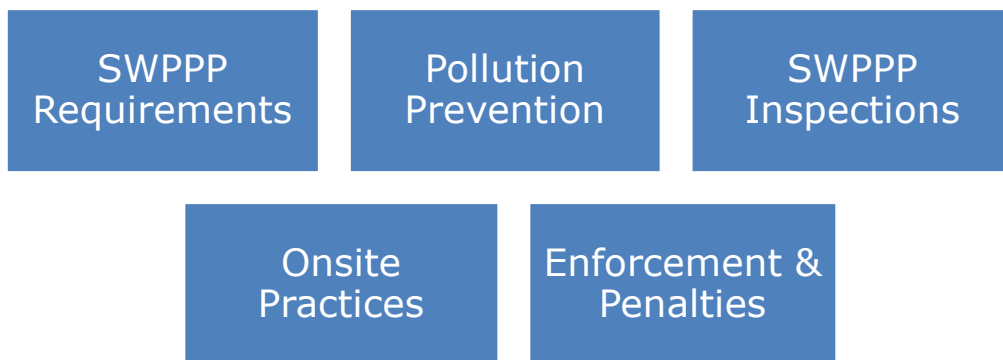 SWPPP
Requirements
Pollution
Prevention
SWPPP
Inspections
Onsite
Practices
Enforcement &
Penalties